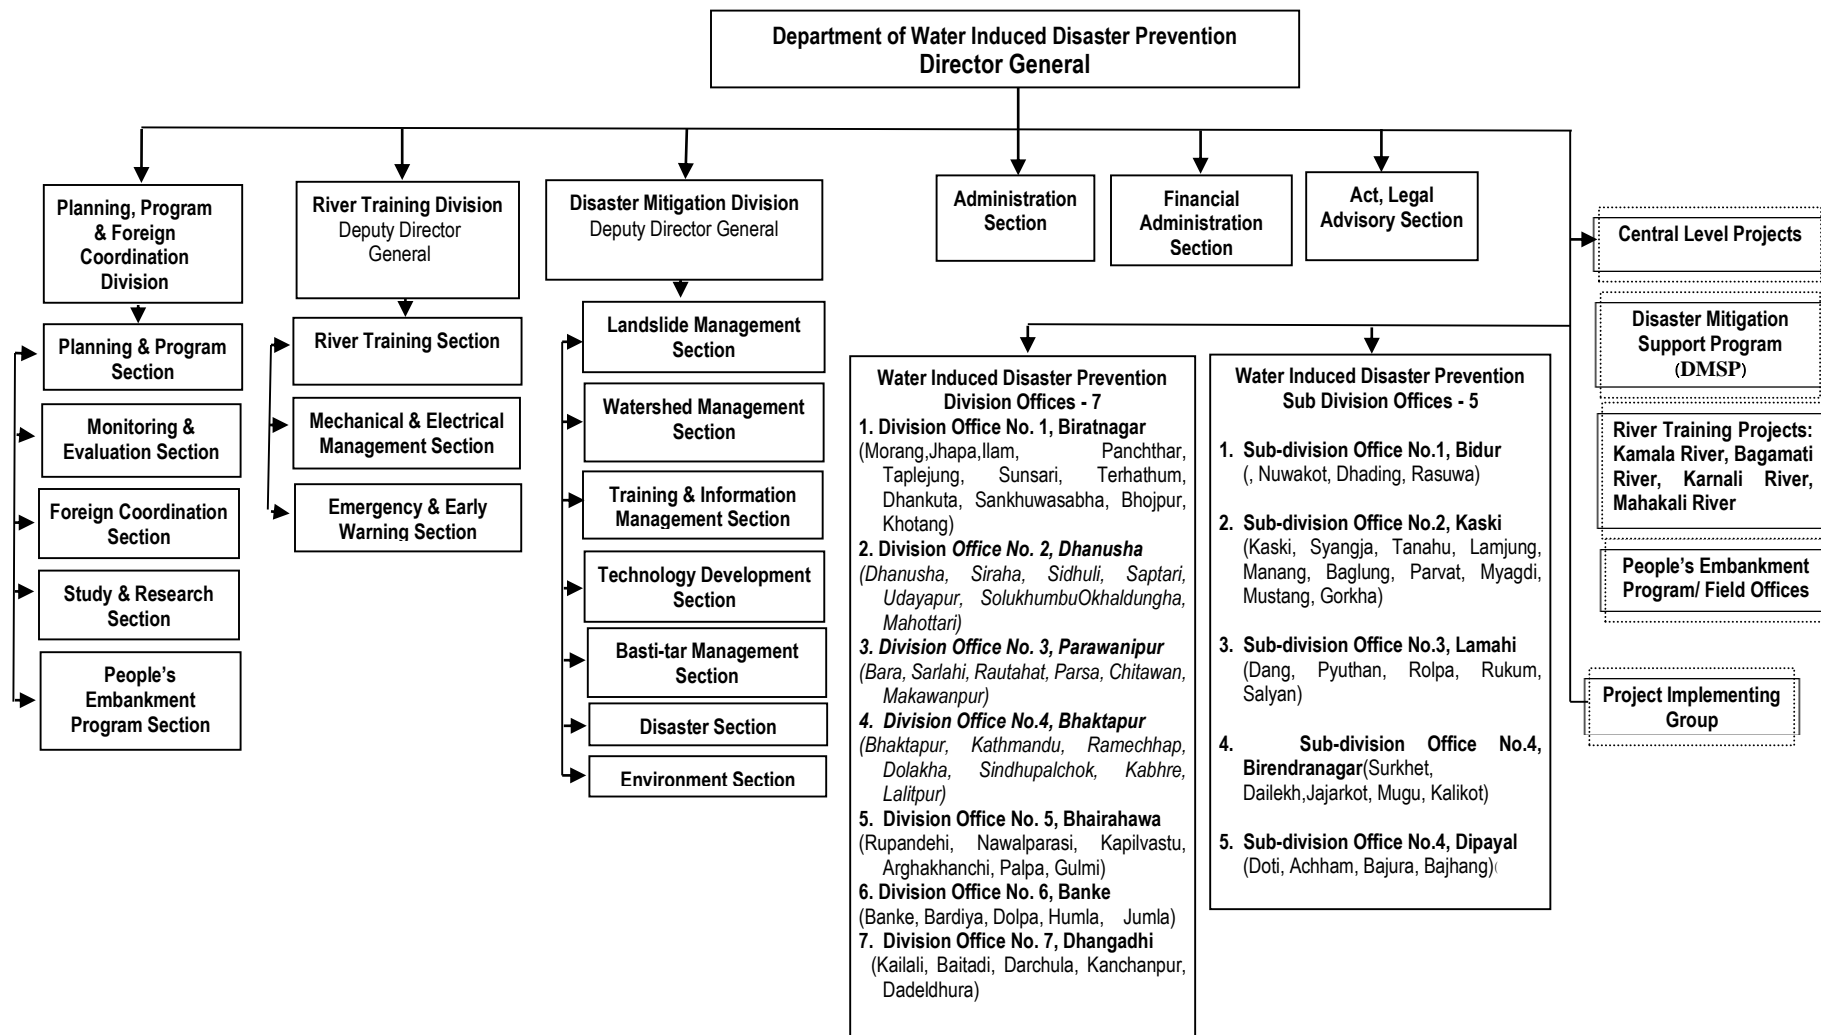 Department of Water Induced Disaster Prevention
Director General
Planning, Program
& Foreign
Coordination
Division
River Training Division
Deputy Director
General
Disaster Mitigation Division
Deputy Director General
Administration
Section
Financial
Administration
Section
Act, Legal
Advisory Section
Planning & Program
Section
Monitoring &
Evaluation Section
Foreign Coordination
Section
Study & Research
Section
People's
Embankment
Program Section
River Training Section
Mechanical & Electrical
Management Section
Emergency & Early
Warning Section
Landslide Management
Section
Watershed Management
Section
Training & Information
Management Section
Technology Development
Section
Basti-tar Management
Section
Disaster Section
Environment Section
Water Induced Disaster Prevention
Division Offices - 7
1. Division Office No. 1, Biratnagar
(Morang,Jhapa,Ilam, Panchthar,
Taplejung, Sunsari, Terhathum,
Dhankuta, Sankhuwasabha, Bhojpur,
Khotang)
2. Division Office No. 2, Dhanusha
(Dhanusha, Siraha, Sidhuli, Saptari,
Udayapur, SolukhumbuOkhaldungha,
Mahottari)
3. Division Office No. 3, Parawanipur
(Bara, Sarlahi, Rautahat, Parsa, Chitawan,
Makawanpur)
4. Division Office No.4, Bhaktapur
(Bhaktapur, Kathmandu, Ramechhap,
Dolakha, Sindhupalchok, Kabhre,
Lalitpur)
5. Division Office No. 5, Bhairahawa
(Rupandehi, Nawalparasi, Kapilvastu,
Arghakhanchi, Palpa, Gulmi)
6. Division Office No. 6, Banke
(Banke, Bardiya, Dolpa, Humla, Jumla)
7. Division Office No. 7, Dhangadhi
(Kailali, Baitadi, Darchula, Kanchanpur,
Dadeldhura)
Water Induced Disaster Prevention
Sub Division Offices - 5
1. Sub-division Office No.1, Bidur
(, Nuwakot, Dhading, Rasuwa)
2. Sub-division Office No.2, Kaski
(Kaski, Syangja, Tanahu, Lamjung,
Manang, Baglung, Parvat, Myagdi,
Mustang, Gorkha)
3. Sub-division Office No.3, Lamahi
(Dang, Pyuthan, Rolpa, Rukum,
Salyan)
4. Sub-division Office No.4,
Birendranagar(Surkhet,
Dailekh,Jajarkot, Mugu, Kalikot)
5. Sub-division Office No.4, Dipayal
(Doti, Achham, Bajura, Bajhang)(
Central Level Projects
Disaster Mitigation
Support Program
(DMSP)
River Training Projects:
Kamala River, Bagamati
River, Karnali River,
Mahakali River
People's Embankment
Program/ Field Offices
Project Implementing
Group